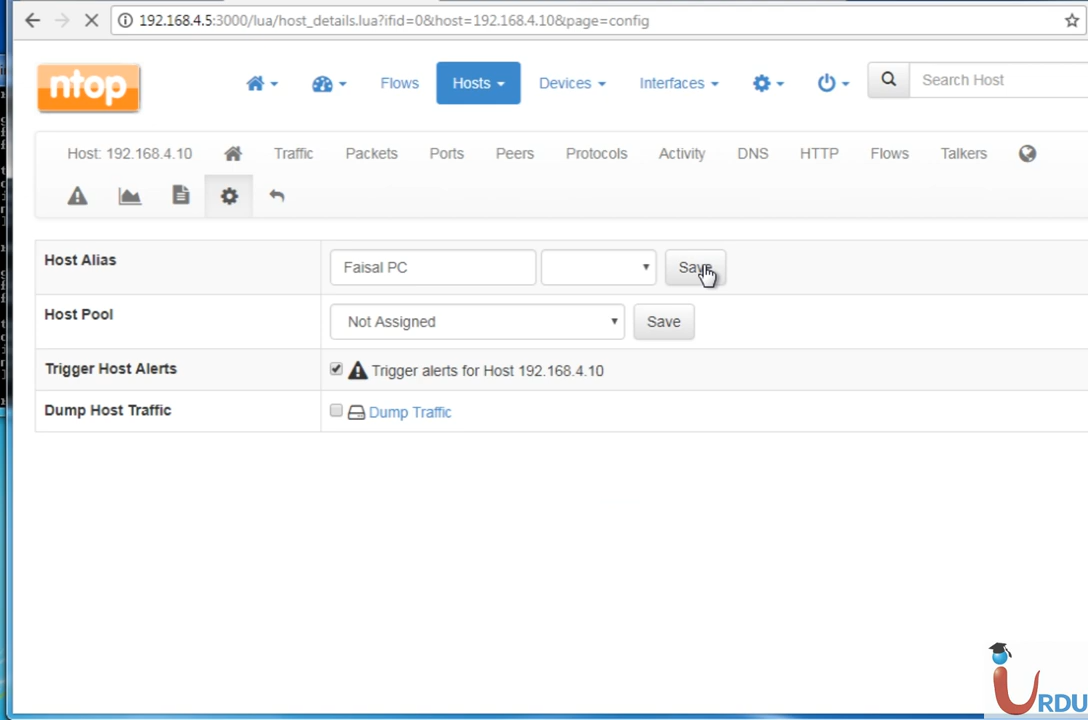 192.168.4.5:3000/lua/host_details.lua?ifid=0&host=192.168.4.10&page=config
ntop
Flows Hosts Devices Interfaces Search Host
Host: 192.168.4.10 Traffic Packets Ports Peers Protocols Activity DNS HTTP Flows Talkers
Host Alias Faisal PC Save
Host Pool Not Assigned Save
Trigger Host Alerts Trigger alerts for Host 192.168.4.10
Dump Host Traffic Dump Traffic
URDU